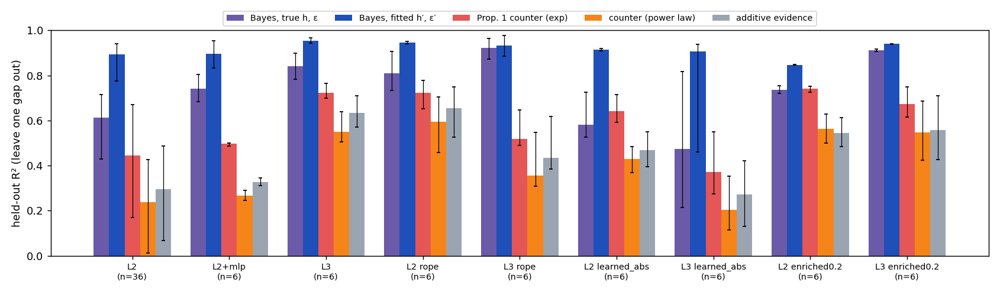 Bayes, true h, ε
Bayes, fitted h′, ε′
Prop. 1 counter (exp)
counter (power law)
additive evidence
held-out R² (leave one gap out)
1.0
0.8
0.6
0.4
0.2
0.0
L2
(n=36)
L2+mlp
(n=6)
L3
(n=6)
L2 rope
(n=6)
L3 rope
(n=6)
L2 learned_abs
(n=6)
L3 learned_abs
(n=6)
L2 enriched0.2
(n=6)
L3 enriched0.2
(n=6)